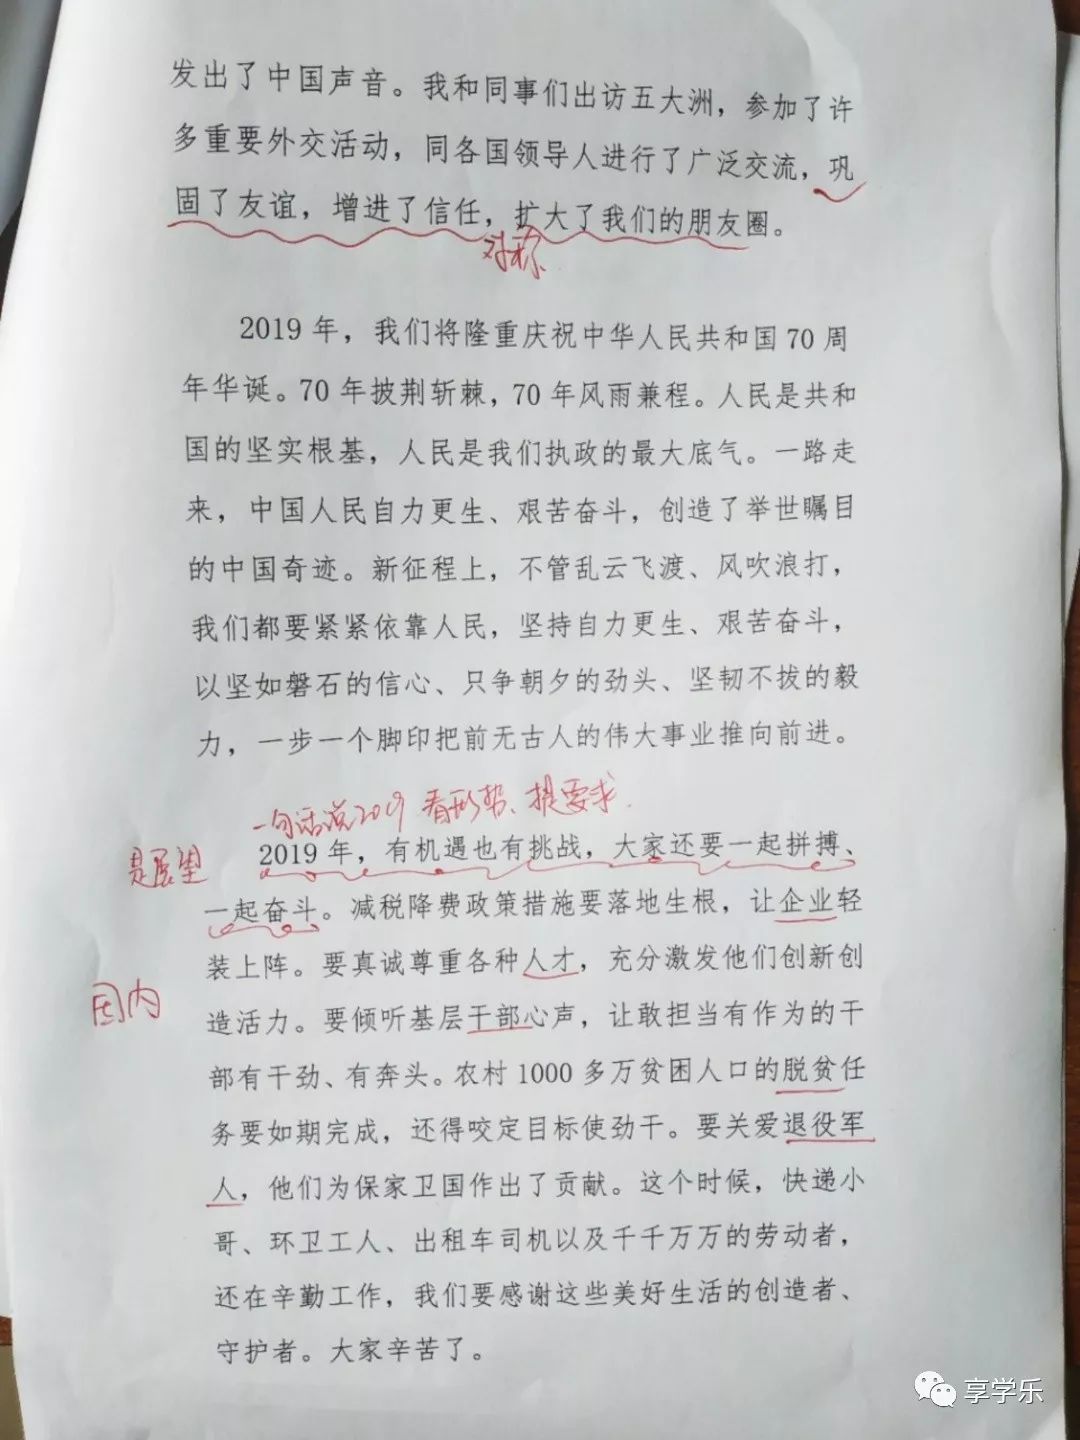 发出了中国声音。我和同事们出访五大洲，参加了许
多重要外交活动，同各国领导人进行了广泛交流，巩
固了友谊，增进了信任，扩大了我们的朋友圈。
对称
2019 年，我们将隆重庆祝中华人民共和国 70 周
年华诞。70 年披荆斩棘，70 年风雨兼程。人民是共和
国的坚实根基，人民是我们执政的最大底气。一路走
来，中国人民自力更生、艰苦奋斗，创造了举世瞩目
的中国奇迹。新征程上，不管乱云飞渡、风吹浪打，
我们都要紧紧依靠人民，坚持自力更生、艰苦奋斗，
以坚如磐石的信心、只争朝夕的劲头、坚韧不拔的毅
力，一步一个脚印把前无古人的伟大事业推向前进。
一句话说2019 看形势、提要求.
是展望
2019 年，有机遇也有挑战，大家还要一起拼搏、
一起奋斗。减税降费政策措施要落地生根，让企业轻
装上阵。要真诚尊重各种人才，充分激发他们创新创
国内
造活力。要倾听基层干部心声，让敢担当有作为的干
部有干劲、有奔头。农村 1000 多万贫困人口的脱贫任
务要如期完成，还得咬定目标使劲干。要关爱退役军
人，他们为保家卫国作出了贡献。这个时候，快递小
哥、环卫工人、出租车司机以及千千万万的劳动者，
还在辛勤工作，我们要感谢这些美好生活的创造者、
守护者。大家辛苦了。
享学乐